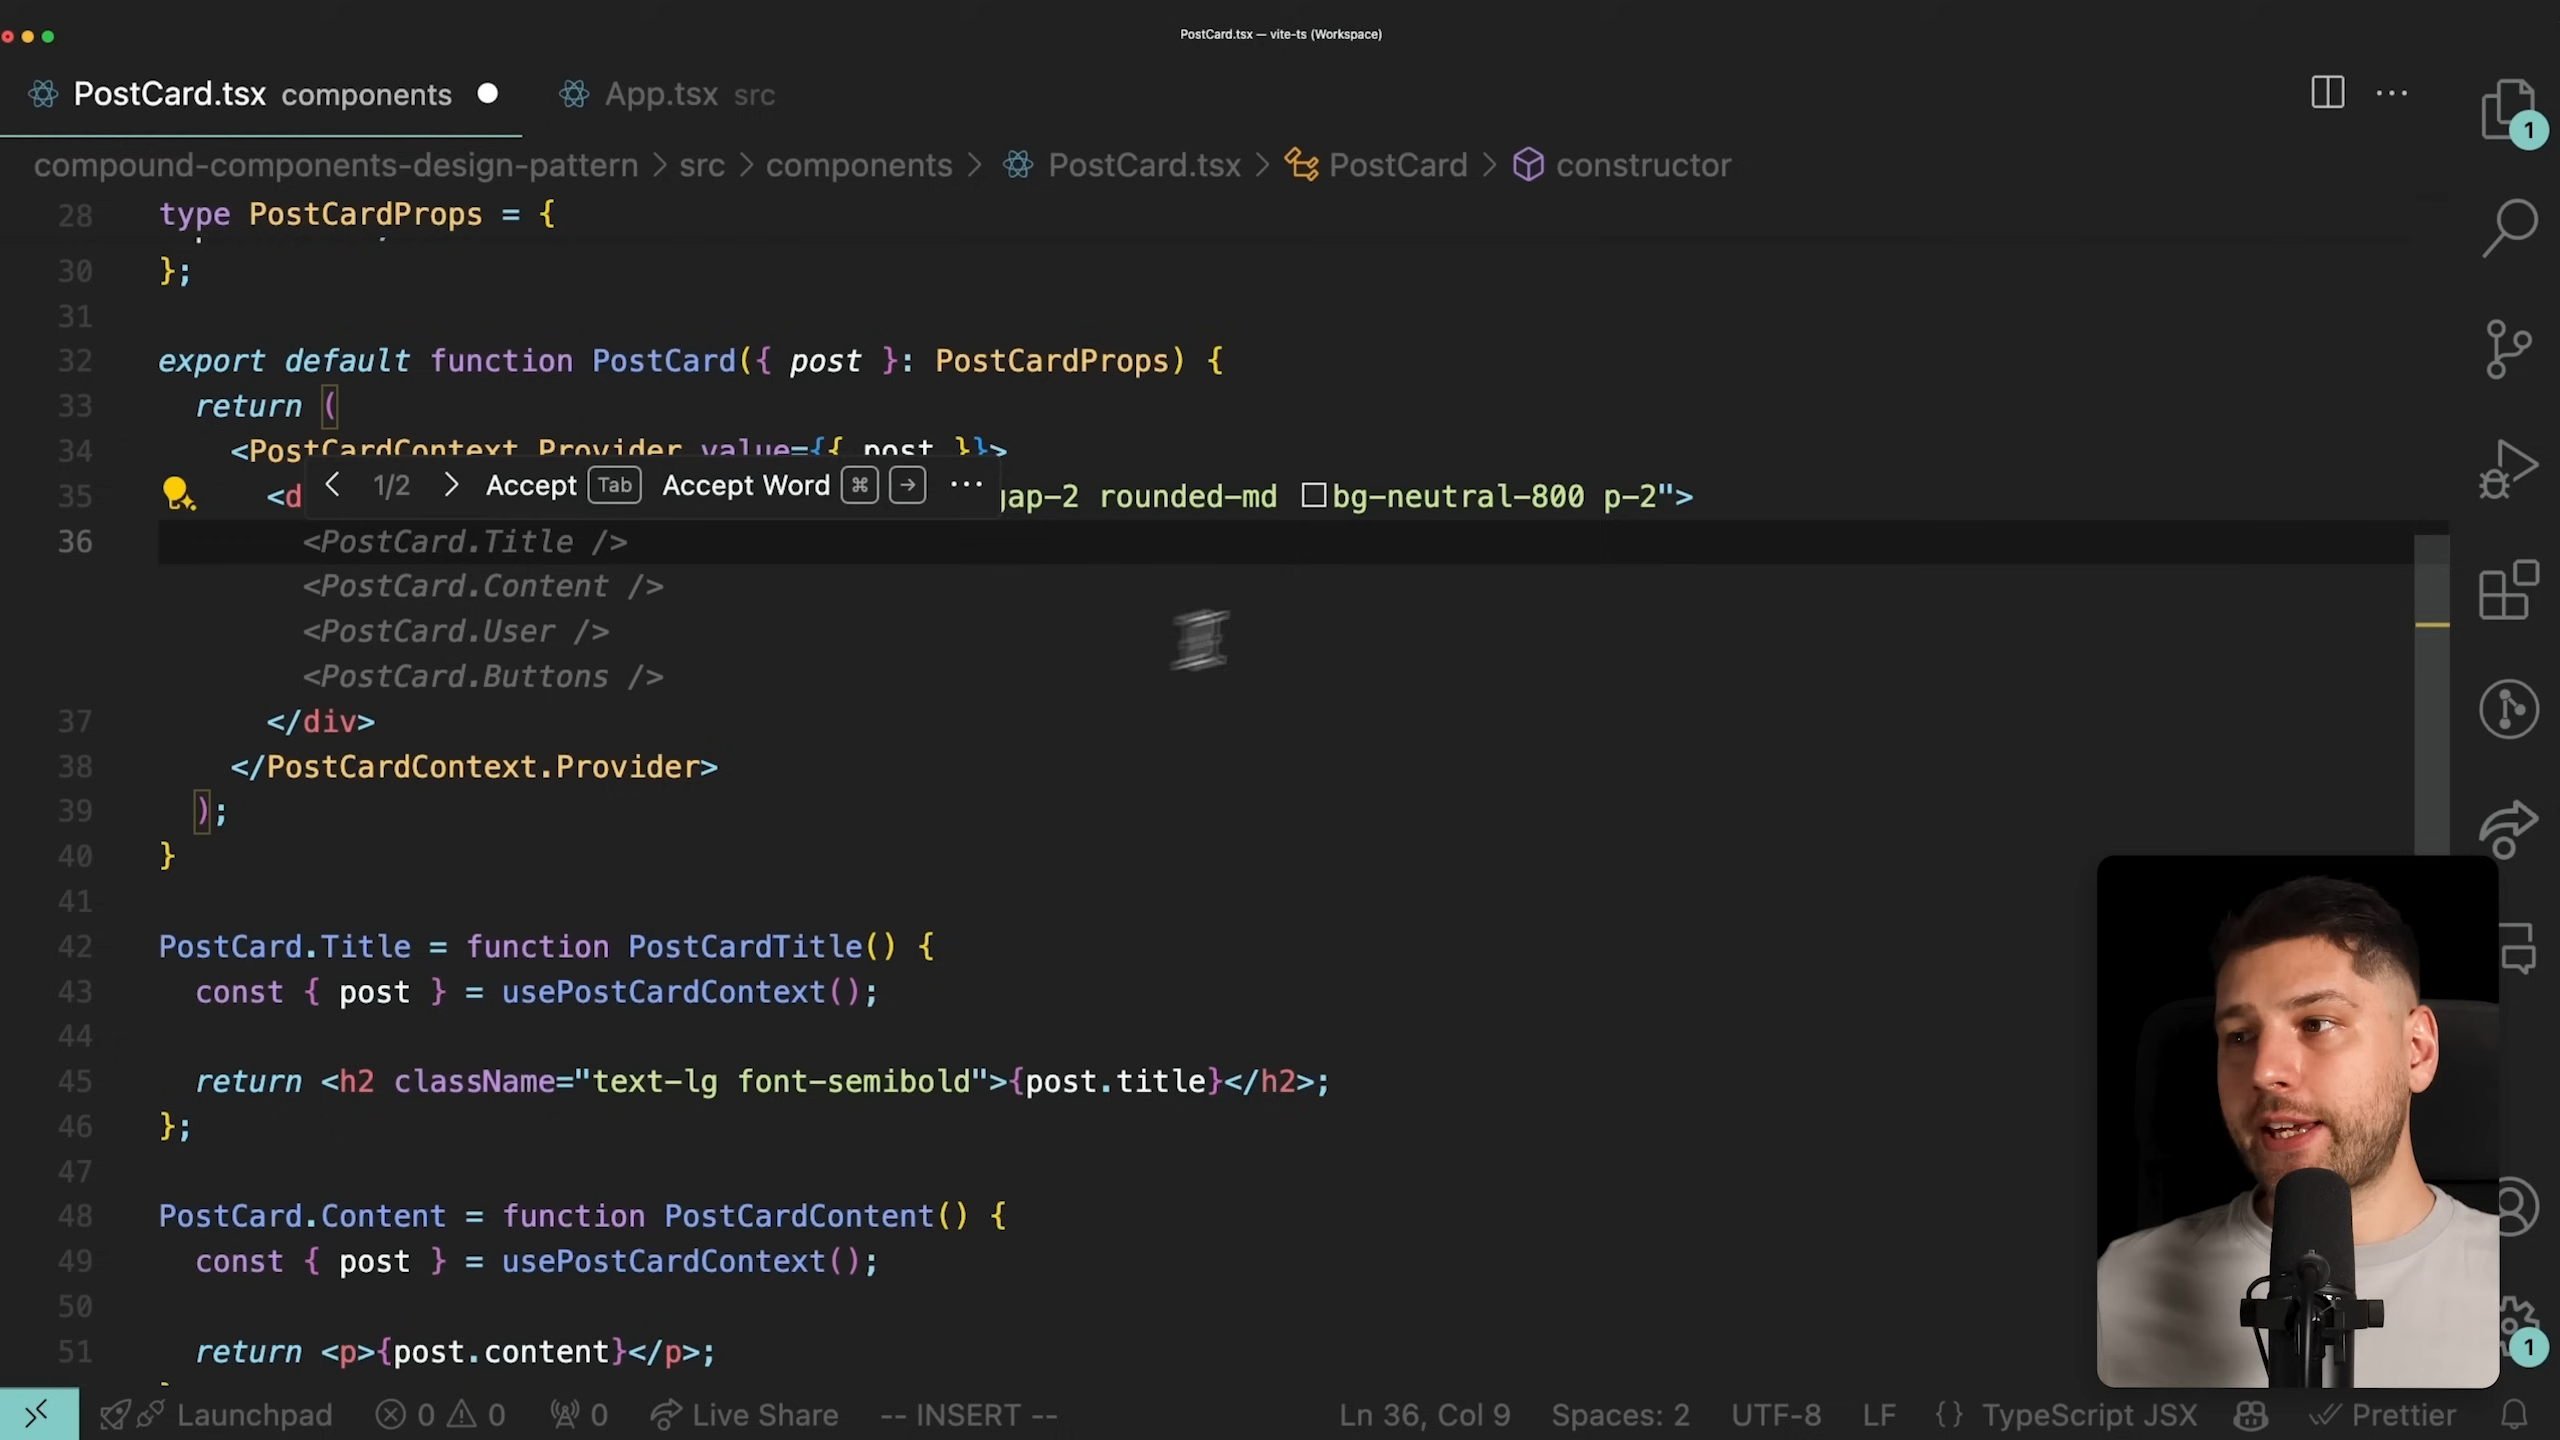 PostCard.tsx — vite-ts (Workspace)
PostCard.tsx components
App.tsx src
1
compound-components-design-pattern > src > components > PostCard.tsx > PostCard > constructor
28 type PostCardProps = {
30 };
31
32 export default function PostCard({ post }: PostCardProps) {
33 return (
34 <PostCardContext.Provider value={{ post }}>
< 1/2 > Accept Tab Accept Word ⌘ → ...
35 <d gap-2 rounded-md bg-neutral-800 p-2">
36 <PostCard.Title />
<PostCard.Content />
<PostCard.User />
<PostCard.Buttons />
37 </div>
38 </PostCardContext.Provider>
39 );
40 }
41
42 PostCard.Title = function PostCardTitle() {
43 const { post } = usePostCardContext();
44
45 return <h2 className="text-lg font-semibold">{post.title}</h2>;
46 };
47
48 PostCard.Content = function PostCardContent() {
49 const { post } = usePostCardContext();
50
51 return <p>{post.content}</p>;
1
Launchpad 0 0 0 Live Share -- INSERT -- Ln 36, Col 9 Spaces: 2 UTF-8 LF {} TypeScript JSX Prettier